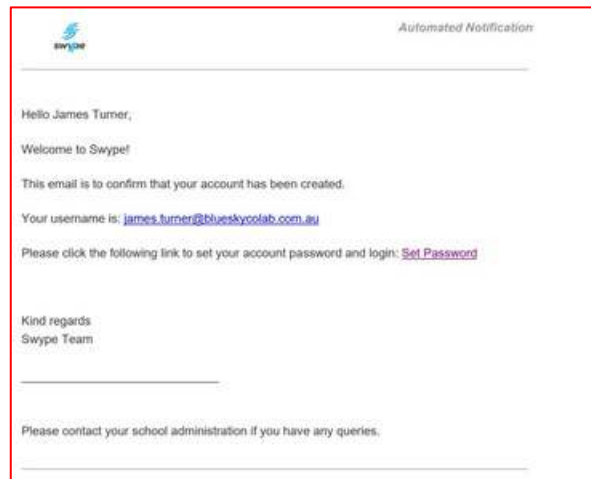 swype
Automated Notification
Hello James Turner,
Welcome to Swype!
This email is to confirm that your account has been created.
Your username is: james.turner@blueskycolab.com.au
Please click the following link to set your account password and login: Set Password
Kind regards
Swype Team
Please contact your school administration if you have any queries.